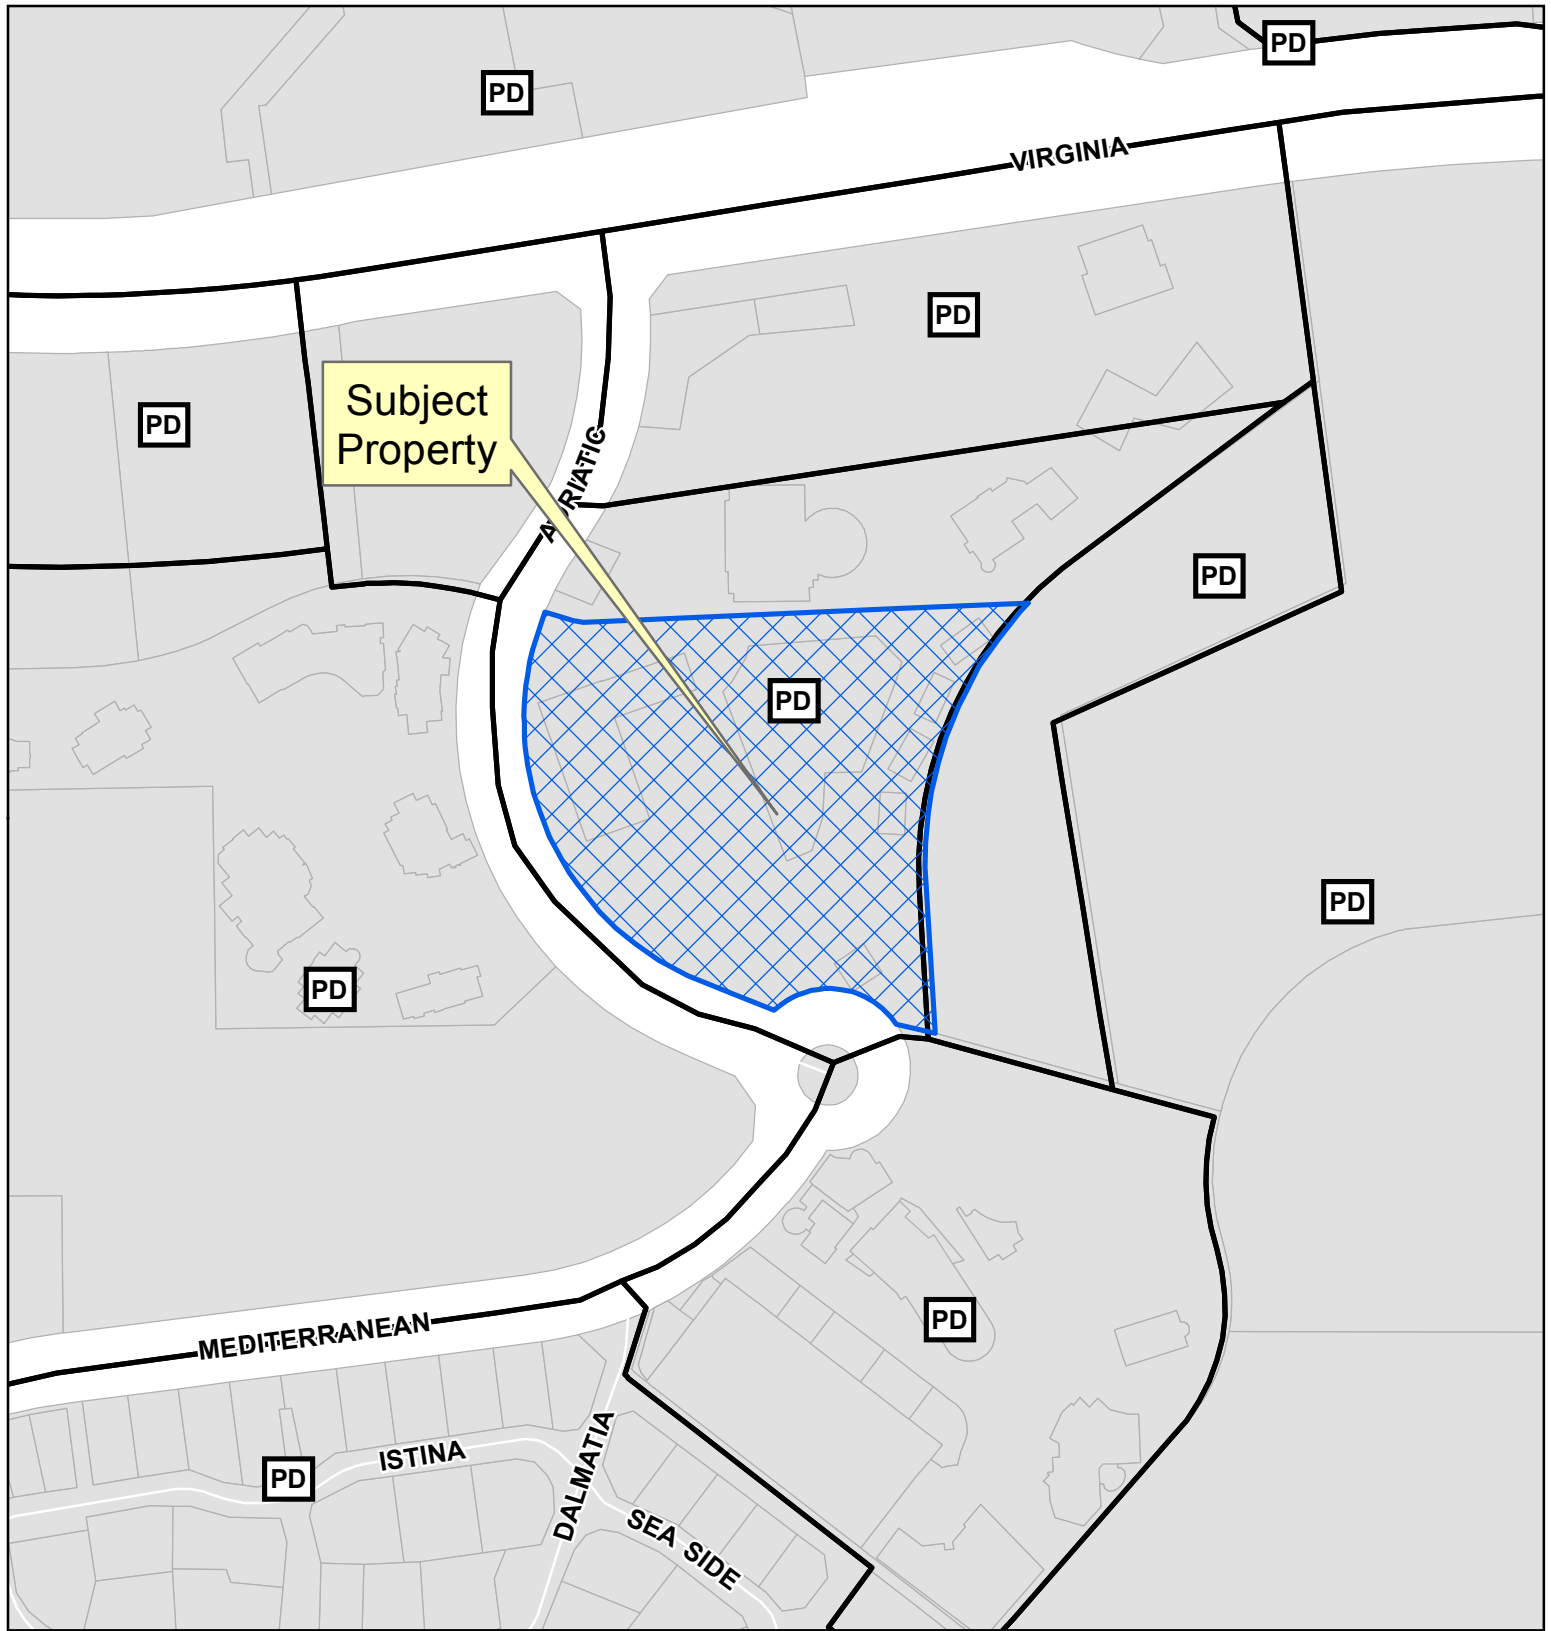 PD
PD
VIRGINIA
PD
Subject
Property
PD
ADRIATIC
PD
PD
PD
PD
PD
MEDITERRANEAN
ISTINA
PD
DALMATIA
SEA SIDE